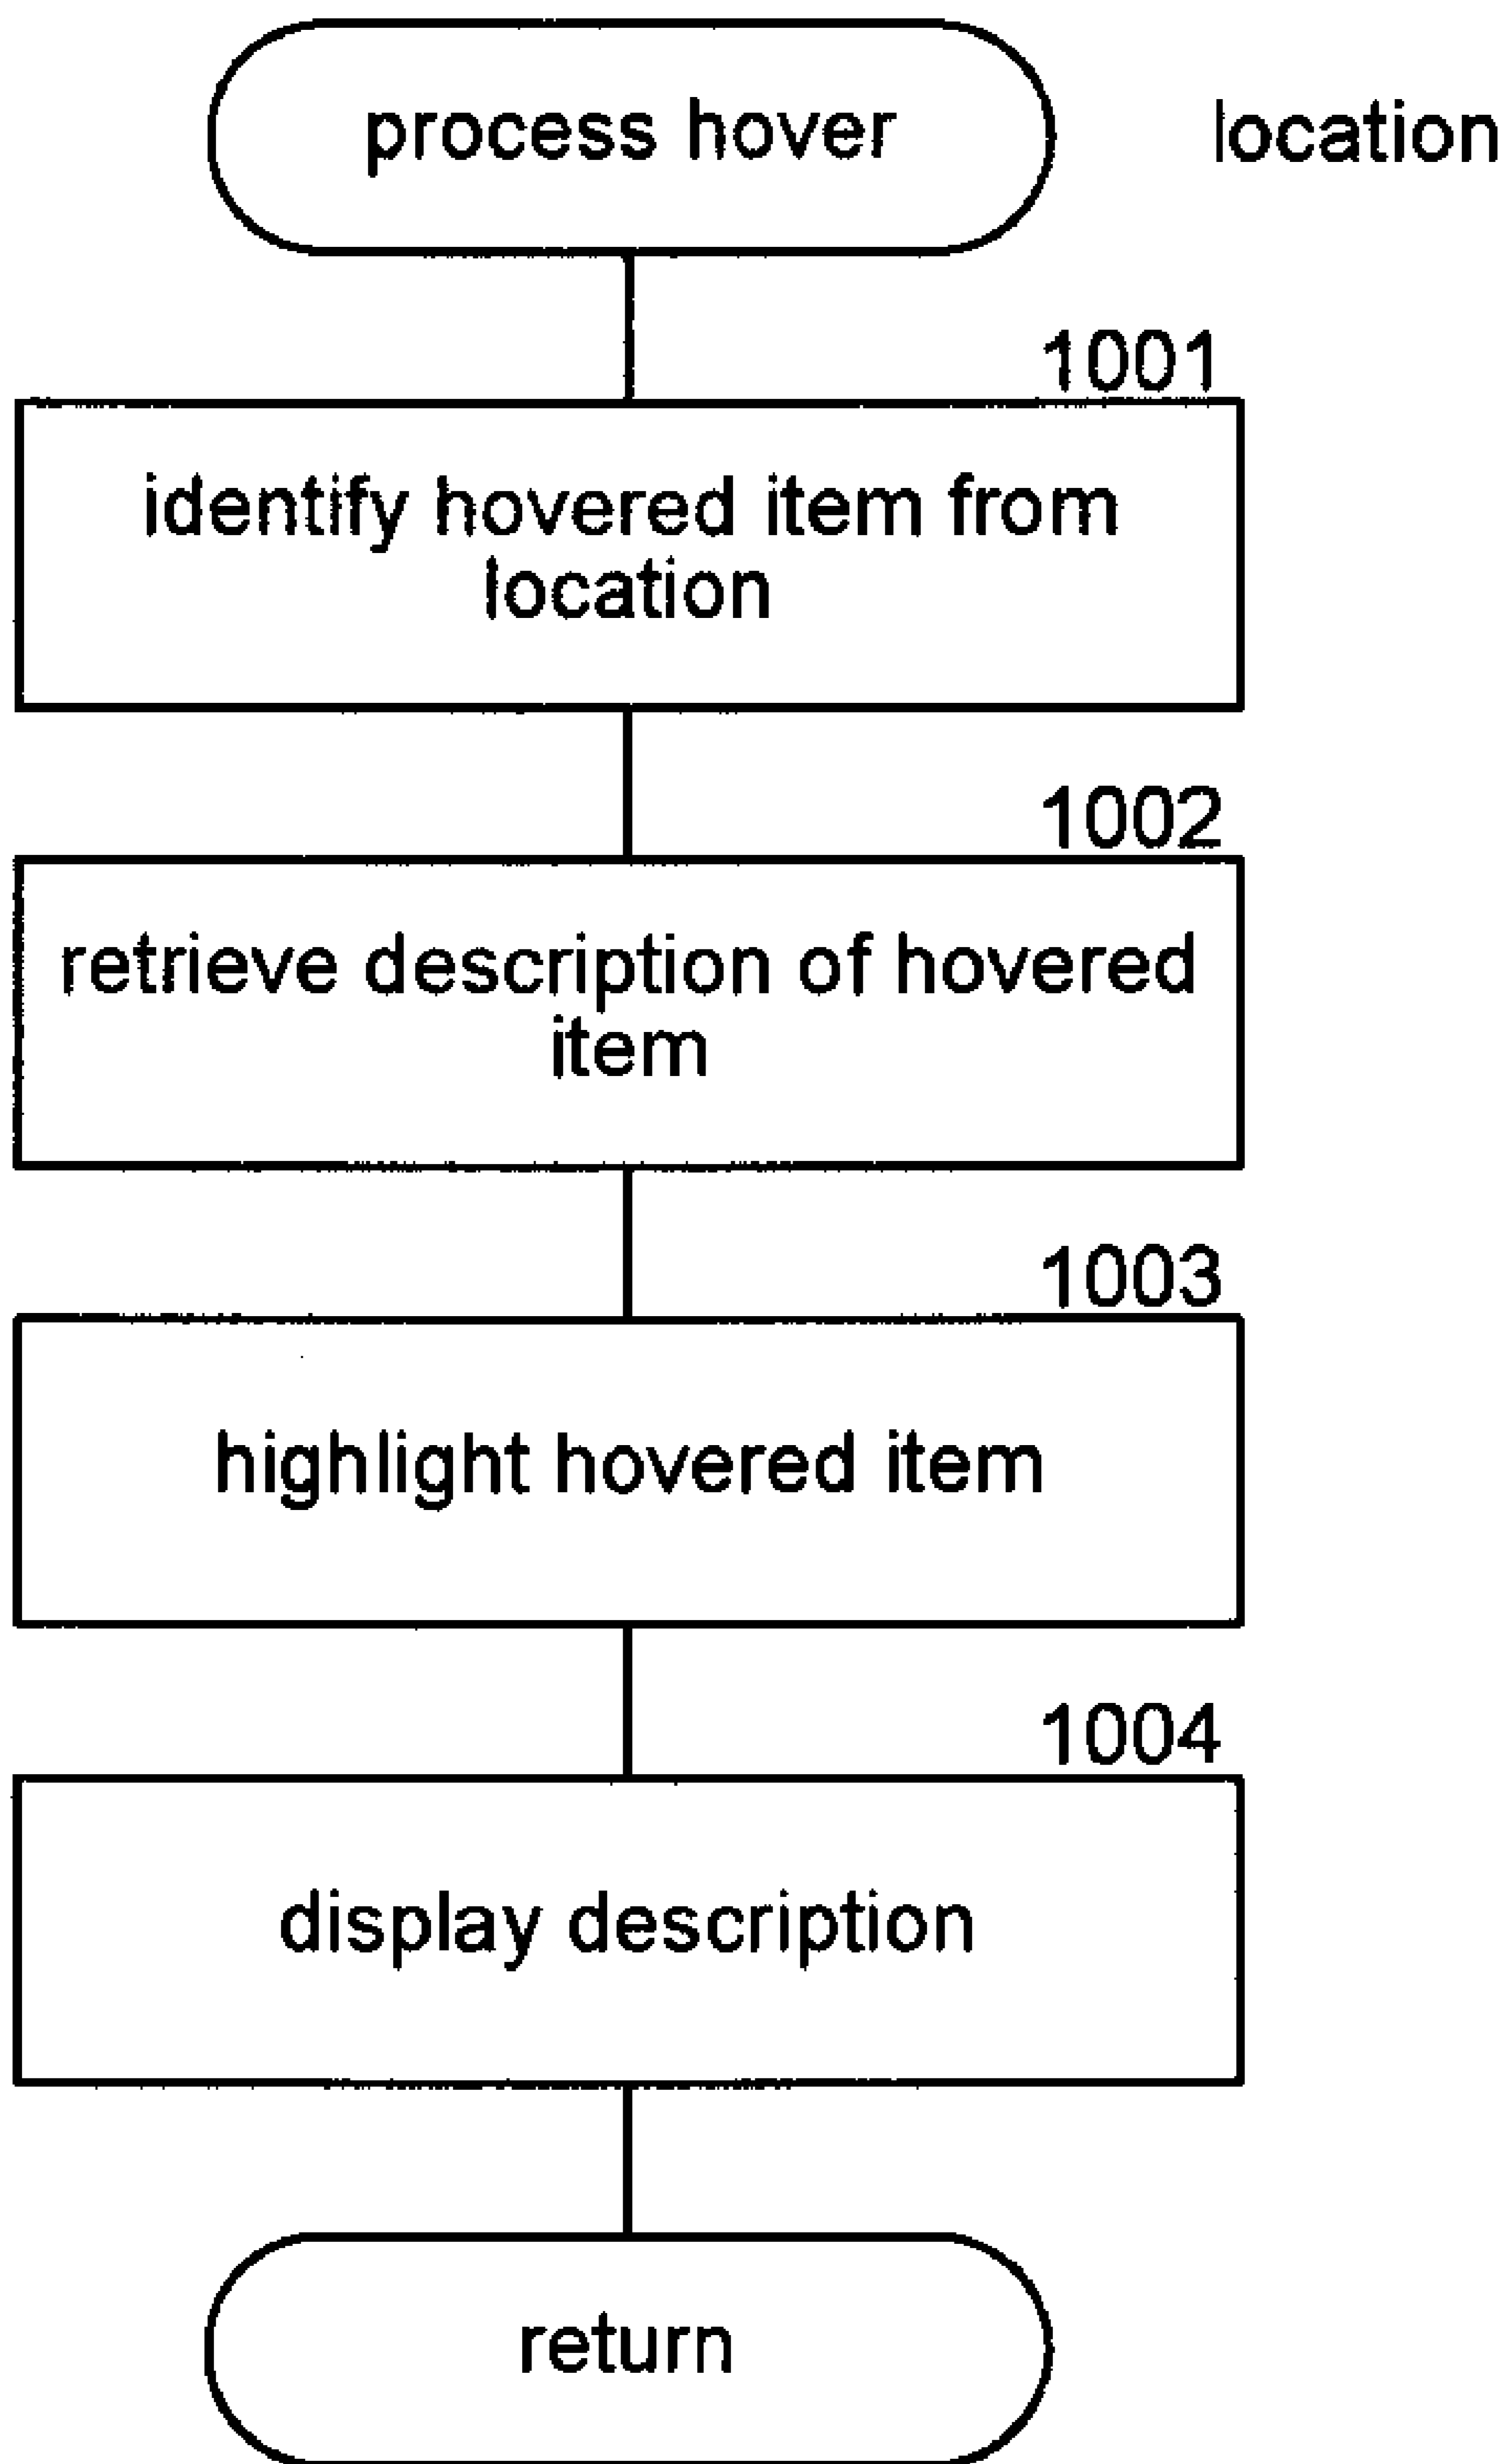 process hover
location
1001
identify hovered item from
location
1002
retrieve description of hovered
item
1003
highlight hovered item
1004
display description
return